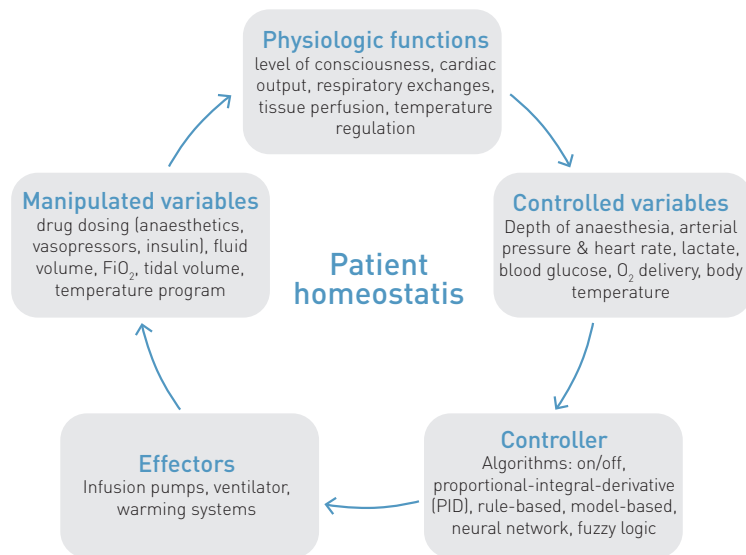 Physiologic functions
level of consciousness, cardiac
output, respiratory exchanges,
tissue perfusion, temperature
regulation
Controlled variables
Depth of anaesthesia, arterial
pressure & heart rate, lactate,
blood glucose, O₂ delivery, body
temperature
Controller
Algorithms: on/off,
proportional-integral-derivative
(PID), rule-based, model-based,
neural network, fuzzy logic
Effectors
Infusion pumps, ventilator,
warming systems
Manipulated variables
drug dosing (anaesthetics,
vasopressors, insulin), fluid
volume, FiO₂, tidal volume,
temperature program
Patient
homeostatis